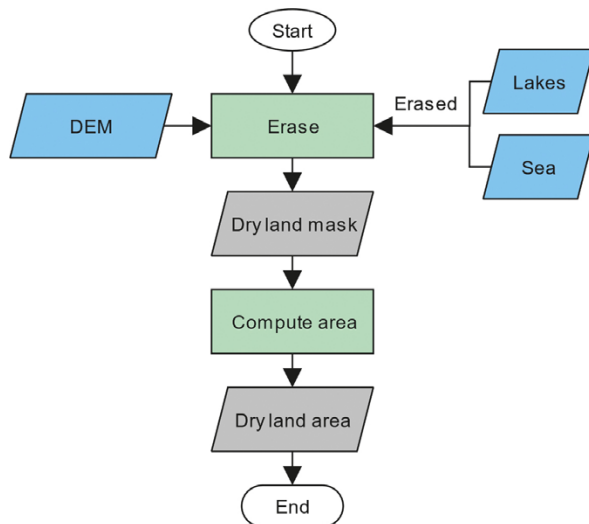 Start
Lakes
Erased
DEM
Erase
Sea
Dry land mask
Compute area
Dry land area
End